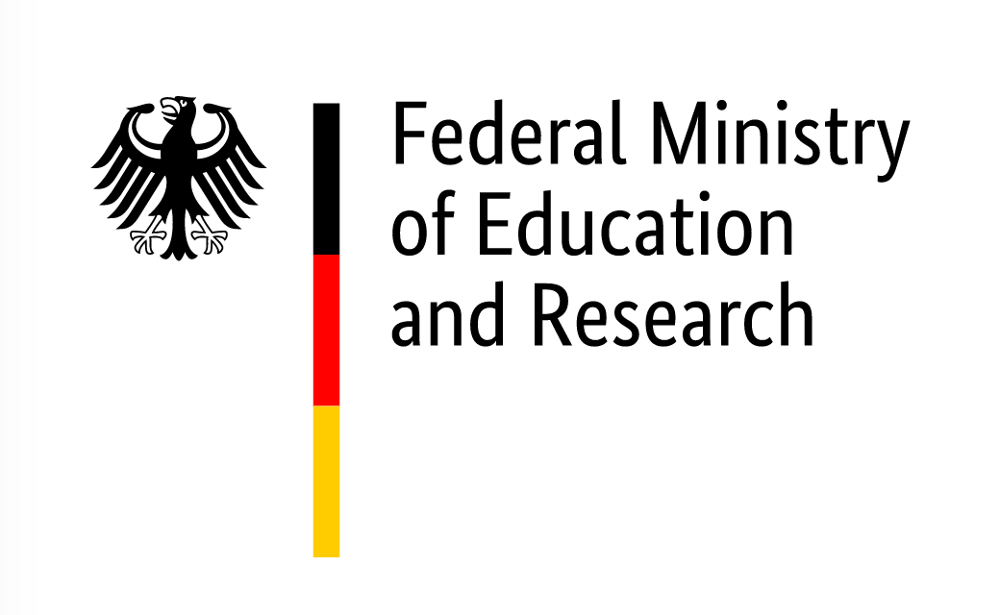 Federal Ministry
of Education
and Research